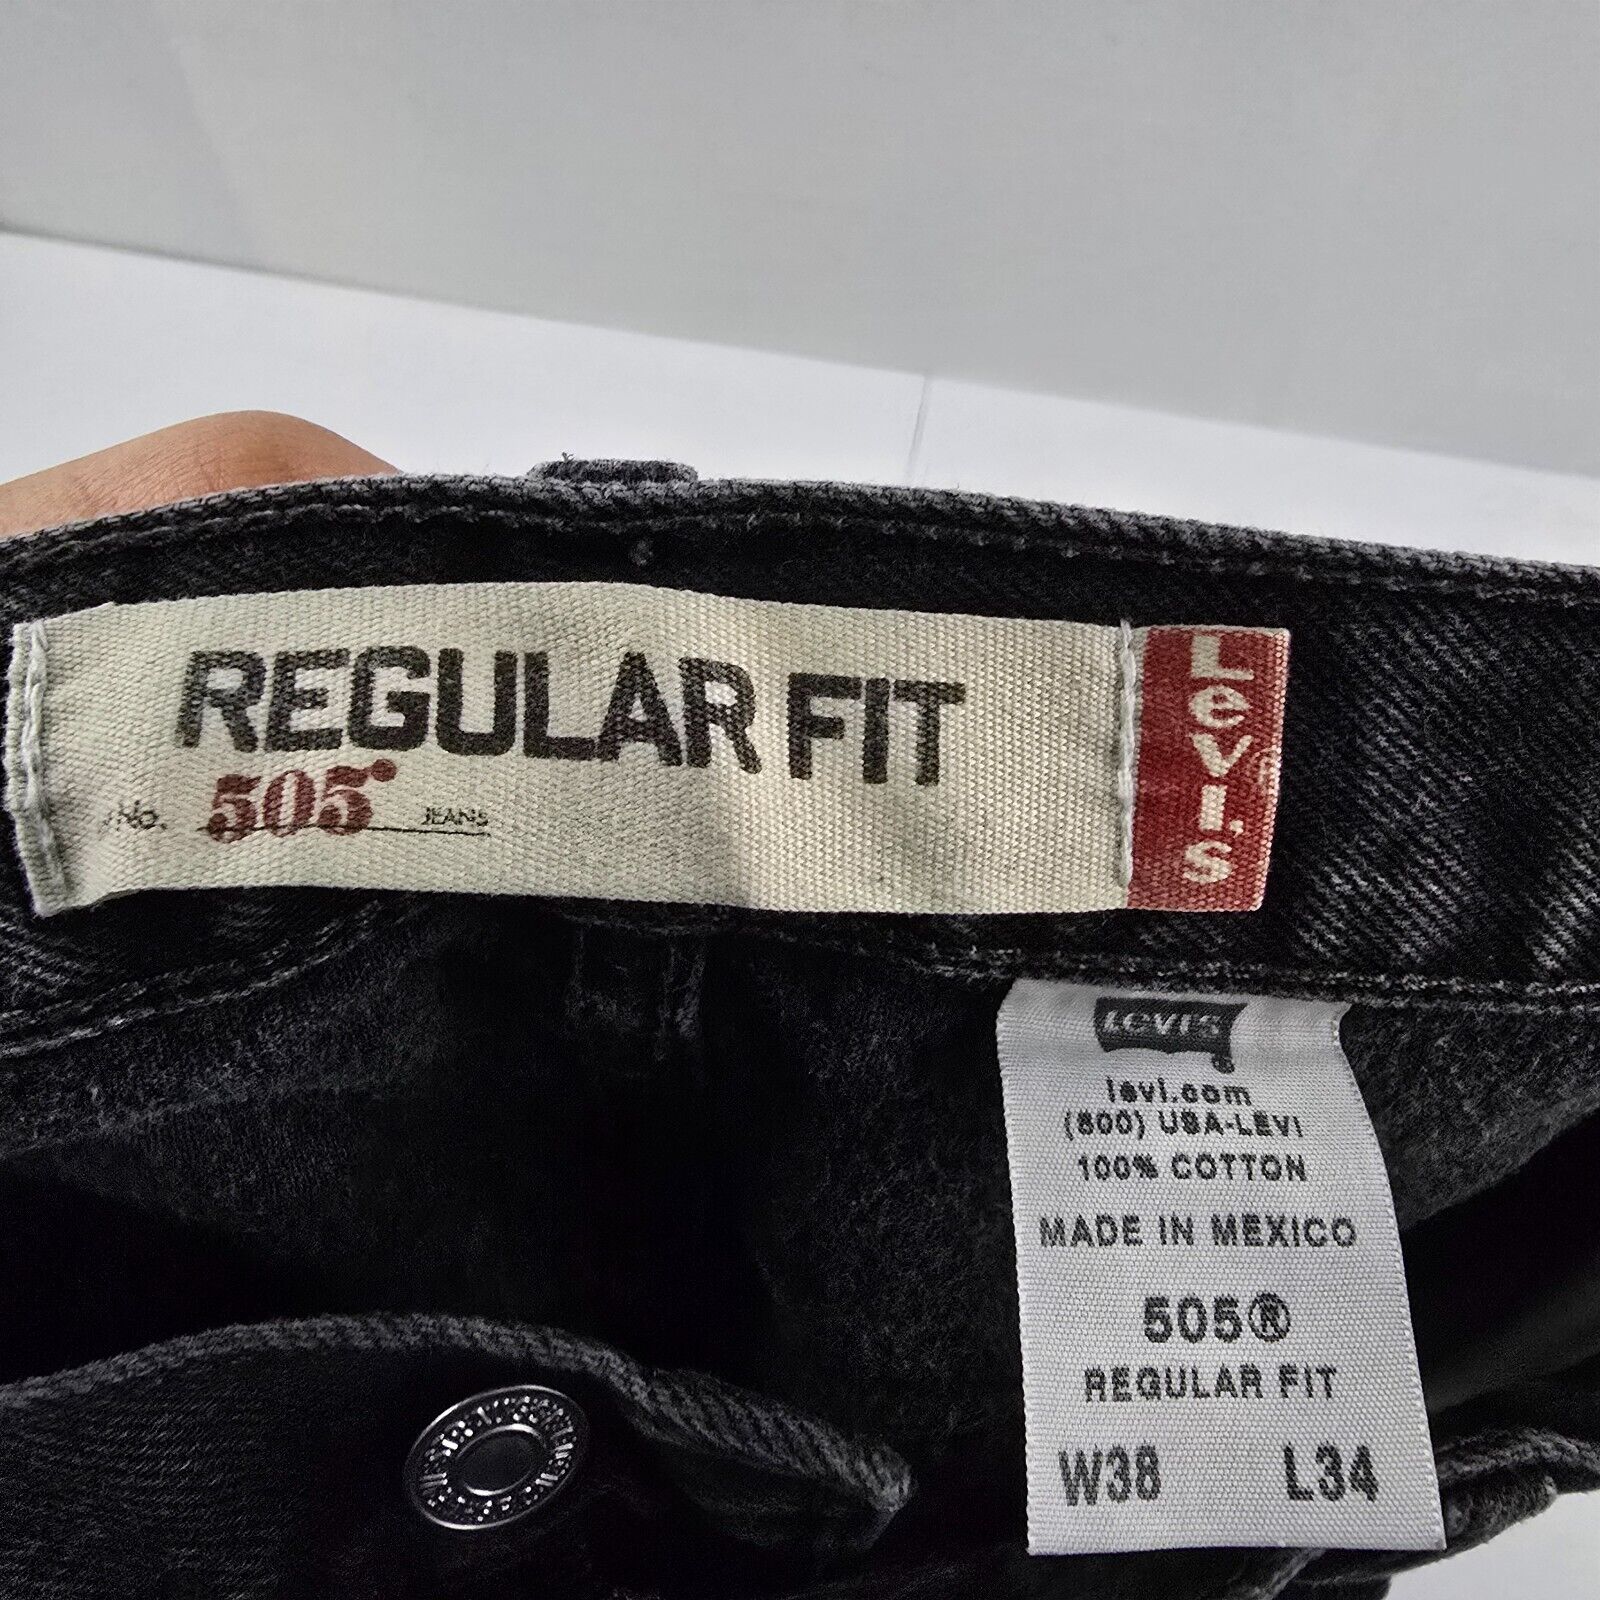 REGULAR FIT
No. 505® JEANS
Levi's
LEVI'S®
levi.com
(800) USA-LEVI
100% COTTON
MADE IN MEXICO
505®
REGULAR FIT
W38 L34